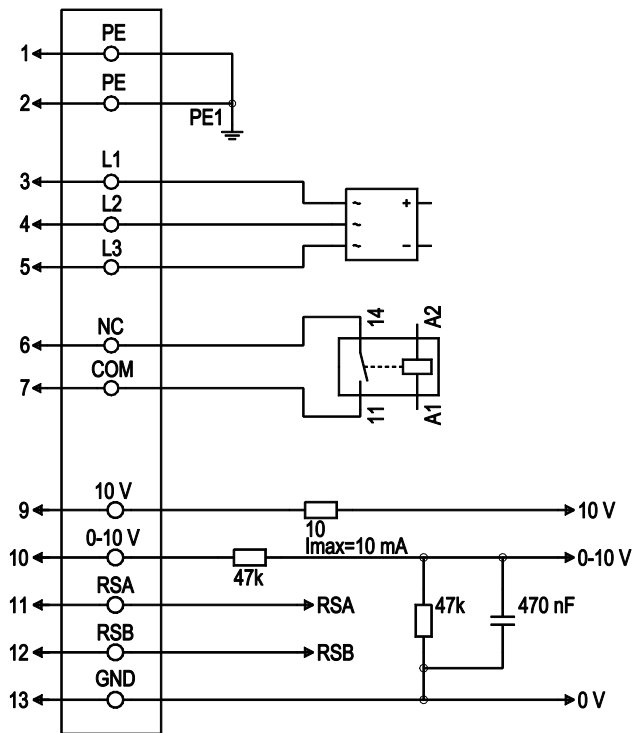 PE
1
PE
2
PE1
L1
3
~ +
L2
4
~
L3
5
~ −
14
A2
NC
6
COM
7
11
A1
10 V
9
10 V
10
Imax=10 mA
0-10 V
10
0-10 V
47k
RSA
11
RSA
47k
470 nF
RSB
12
RSB
GND
13
0 V